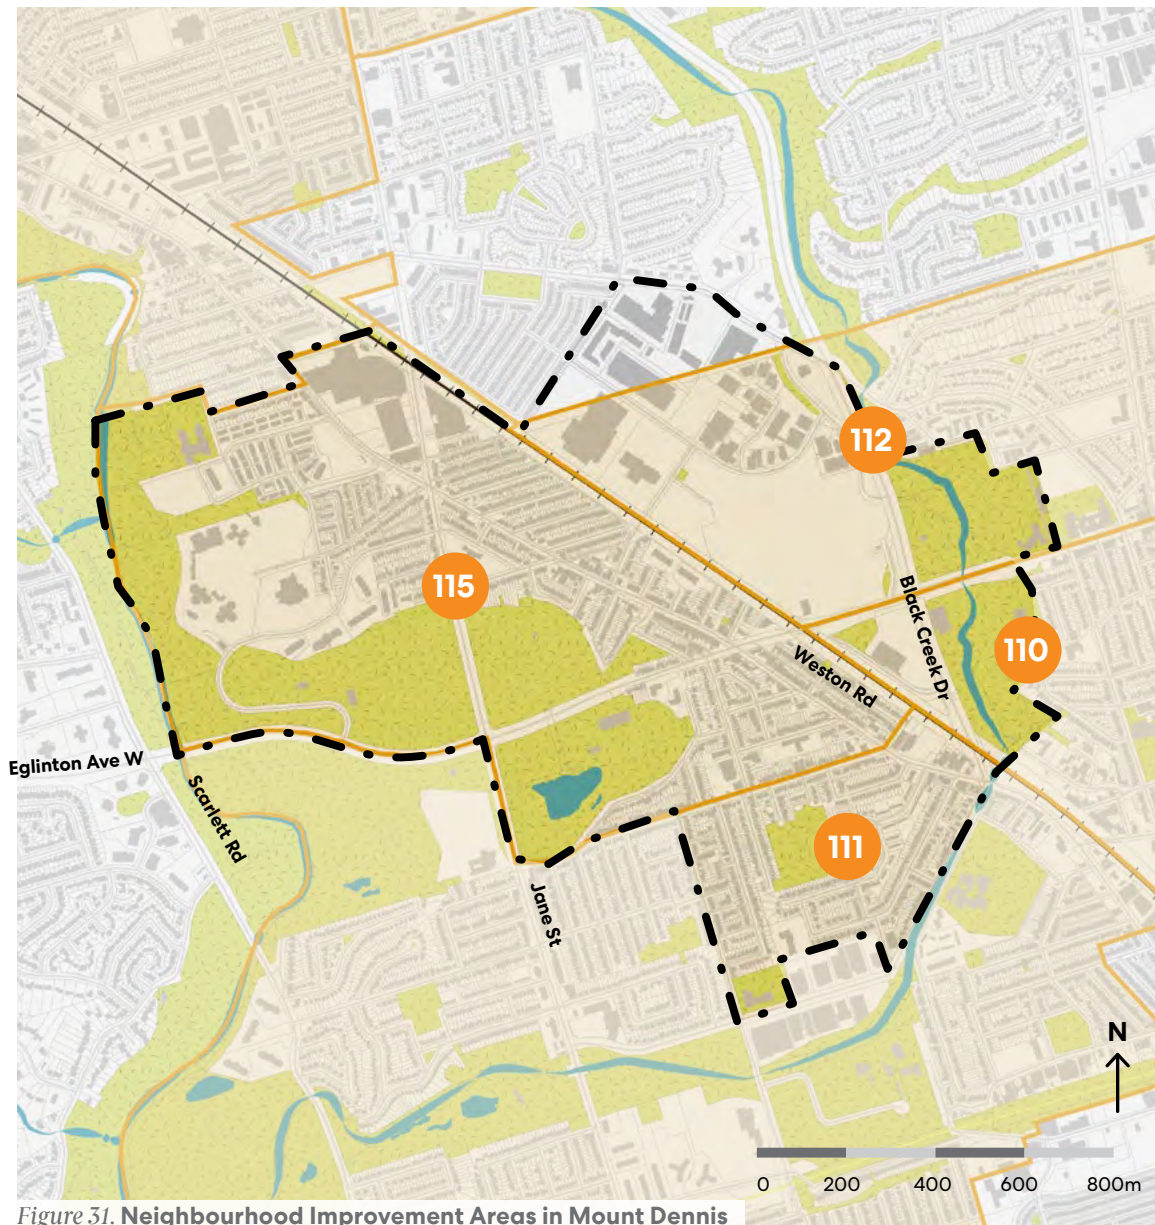 112
115
Black Creek Dr
110
Weston Rd
Eglinton Ave W
Scarlett Rd
111
Jane St
N
0 200 400 600 800m
Figure 31. Neighbourhood Improvement Areas in Mount Dennis